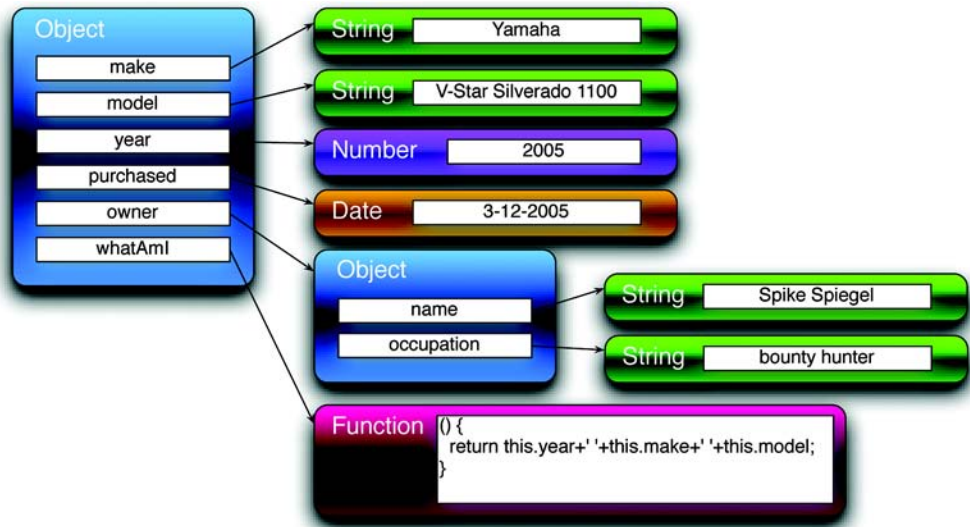 Object
make
model
year
purchased
owner
whatAmI
String Yamaha
String V-Star Silverado 1100
Number 2005
Date 3-12-2005
Object
name
occupation
String Spike Spiegel
String bounty hunter
Function
() {
return this.year+' '+this.make+' '+this.model;
}